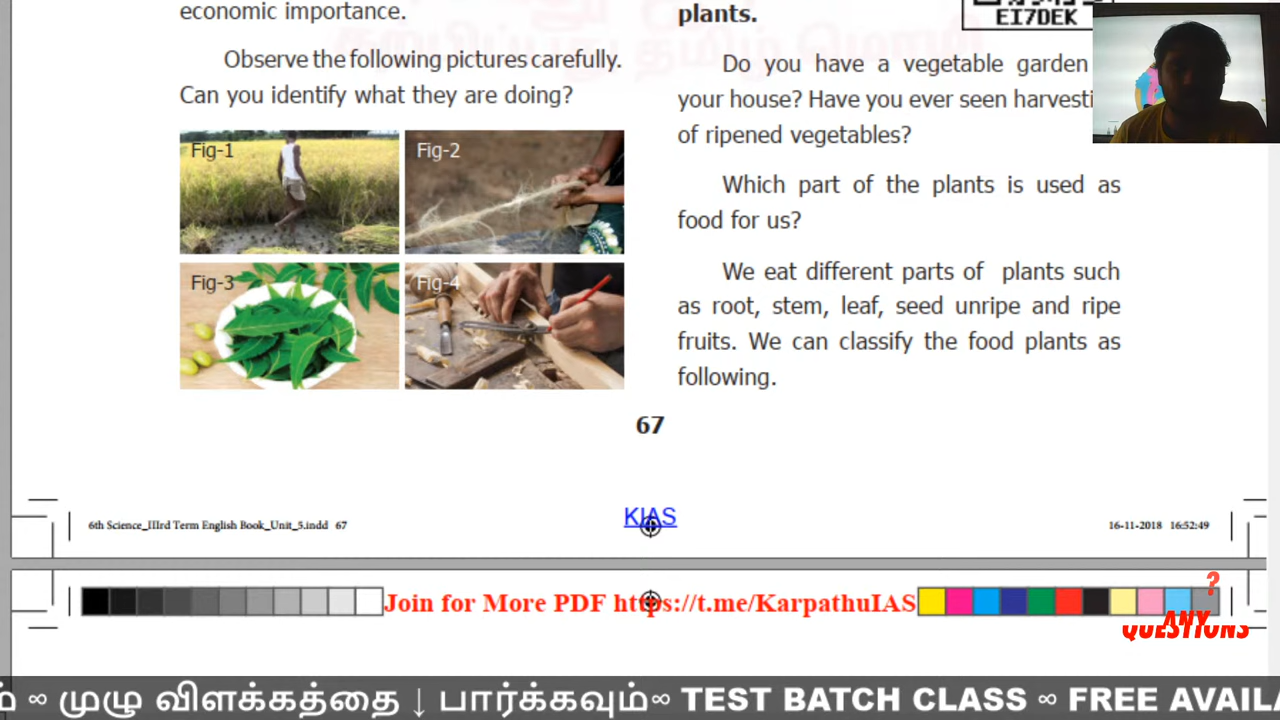 economic importance.
Observe the following pictures carefully.
Can you identify what they are doing?
Fig-1
Fig-2
Fig-3
Fig-4
plants.
EI7DEK
Do you have a vegetable garden
your house? Have you ever seen harvesti
of ripened vegetables?
Which part of the plants is used as
food for us?
We eat different parts of plants such
as root, stem, leaf, seed unripe and ripe
fruits. We can classify the food plants as
following.
67
6th Science_IIIrd Term English Book_Unit_5.indd 67
KIAS
16-11-2018 16:52:49
Join for More PDF https://t.me/KarpathuIAS
?
ANY
QUESTIONS
∞ முழு விளக்கத்தை ↓ பார்க்கவும்∞ TEST BATCH CLASS ∞ FREE AVAILA